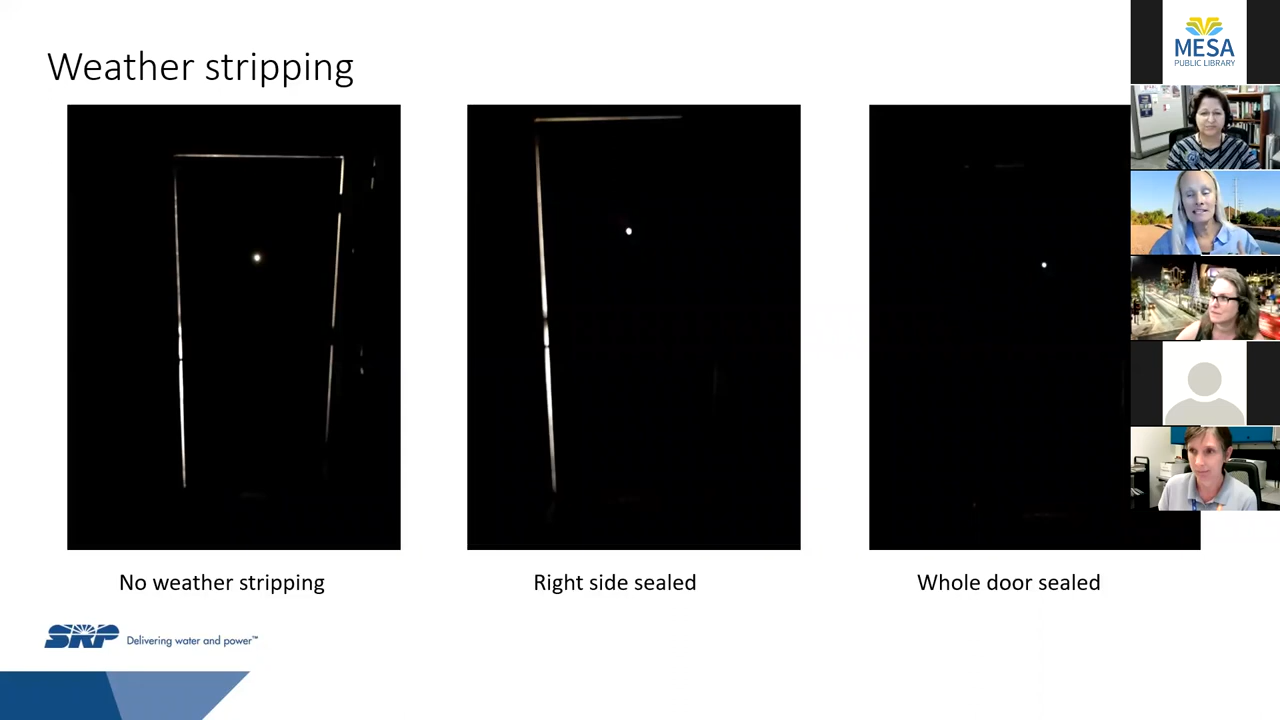 Weather stripping
MESA
PUBLIC LIBRARY
No weather stripping
Right side sealed
Whole door sealed
SRP
Delivering water and power™